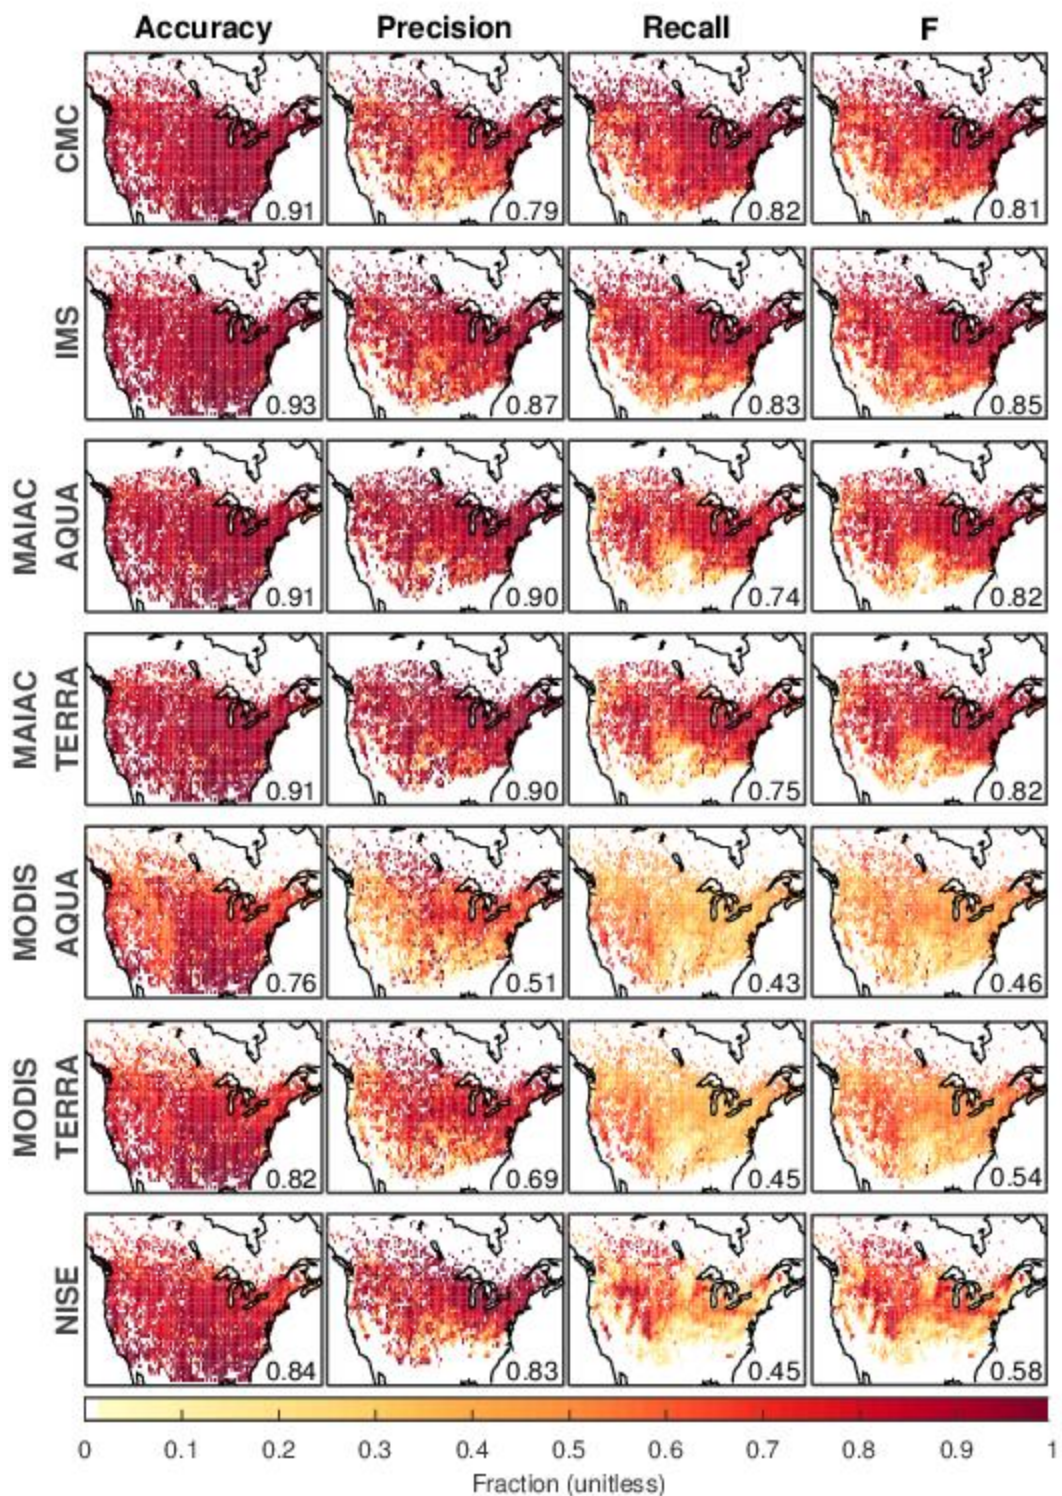 Accuracy Precision Recall F
CMC
0.91 0.79 0.82 0.81
IMS
0.93 0.87 0.83 0.85
MAIAC
AQUA
0.91 0.90 0.74 0.82
MAIAC
TERRA
0.91 0.90 0.75 0.82
MODIS
AQUA
0.76 0.51 0.43 0.46
MODIS
TERRA
0.82 0.69 0.45 0.54
NISE
0.84 0.83 0.45 0.58
0 0.1 0.2 0.3 0.4 0.5 0.6 0.7 0.8 0.9 1
Fraction (unitless)